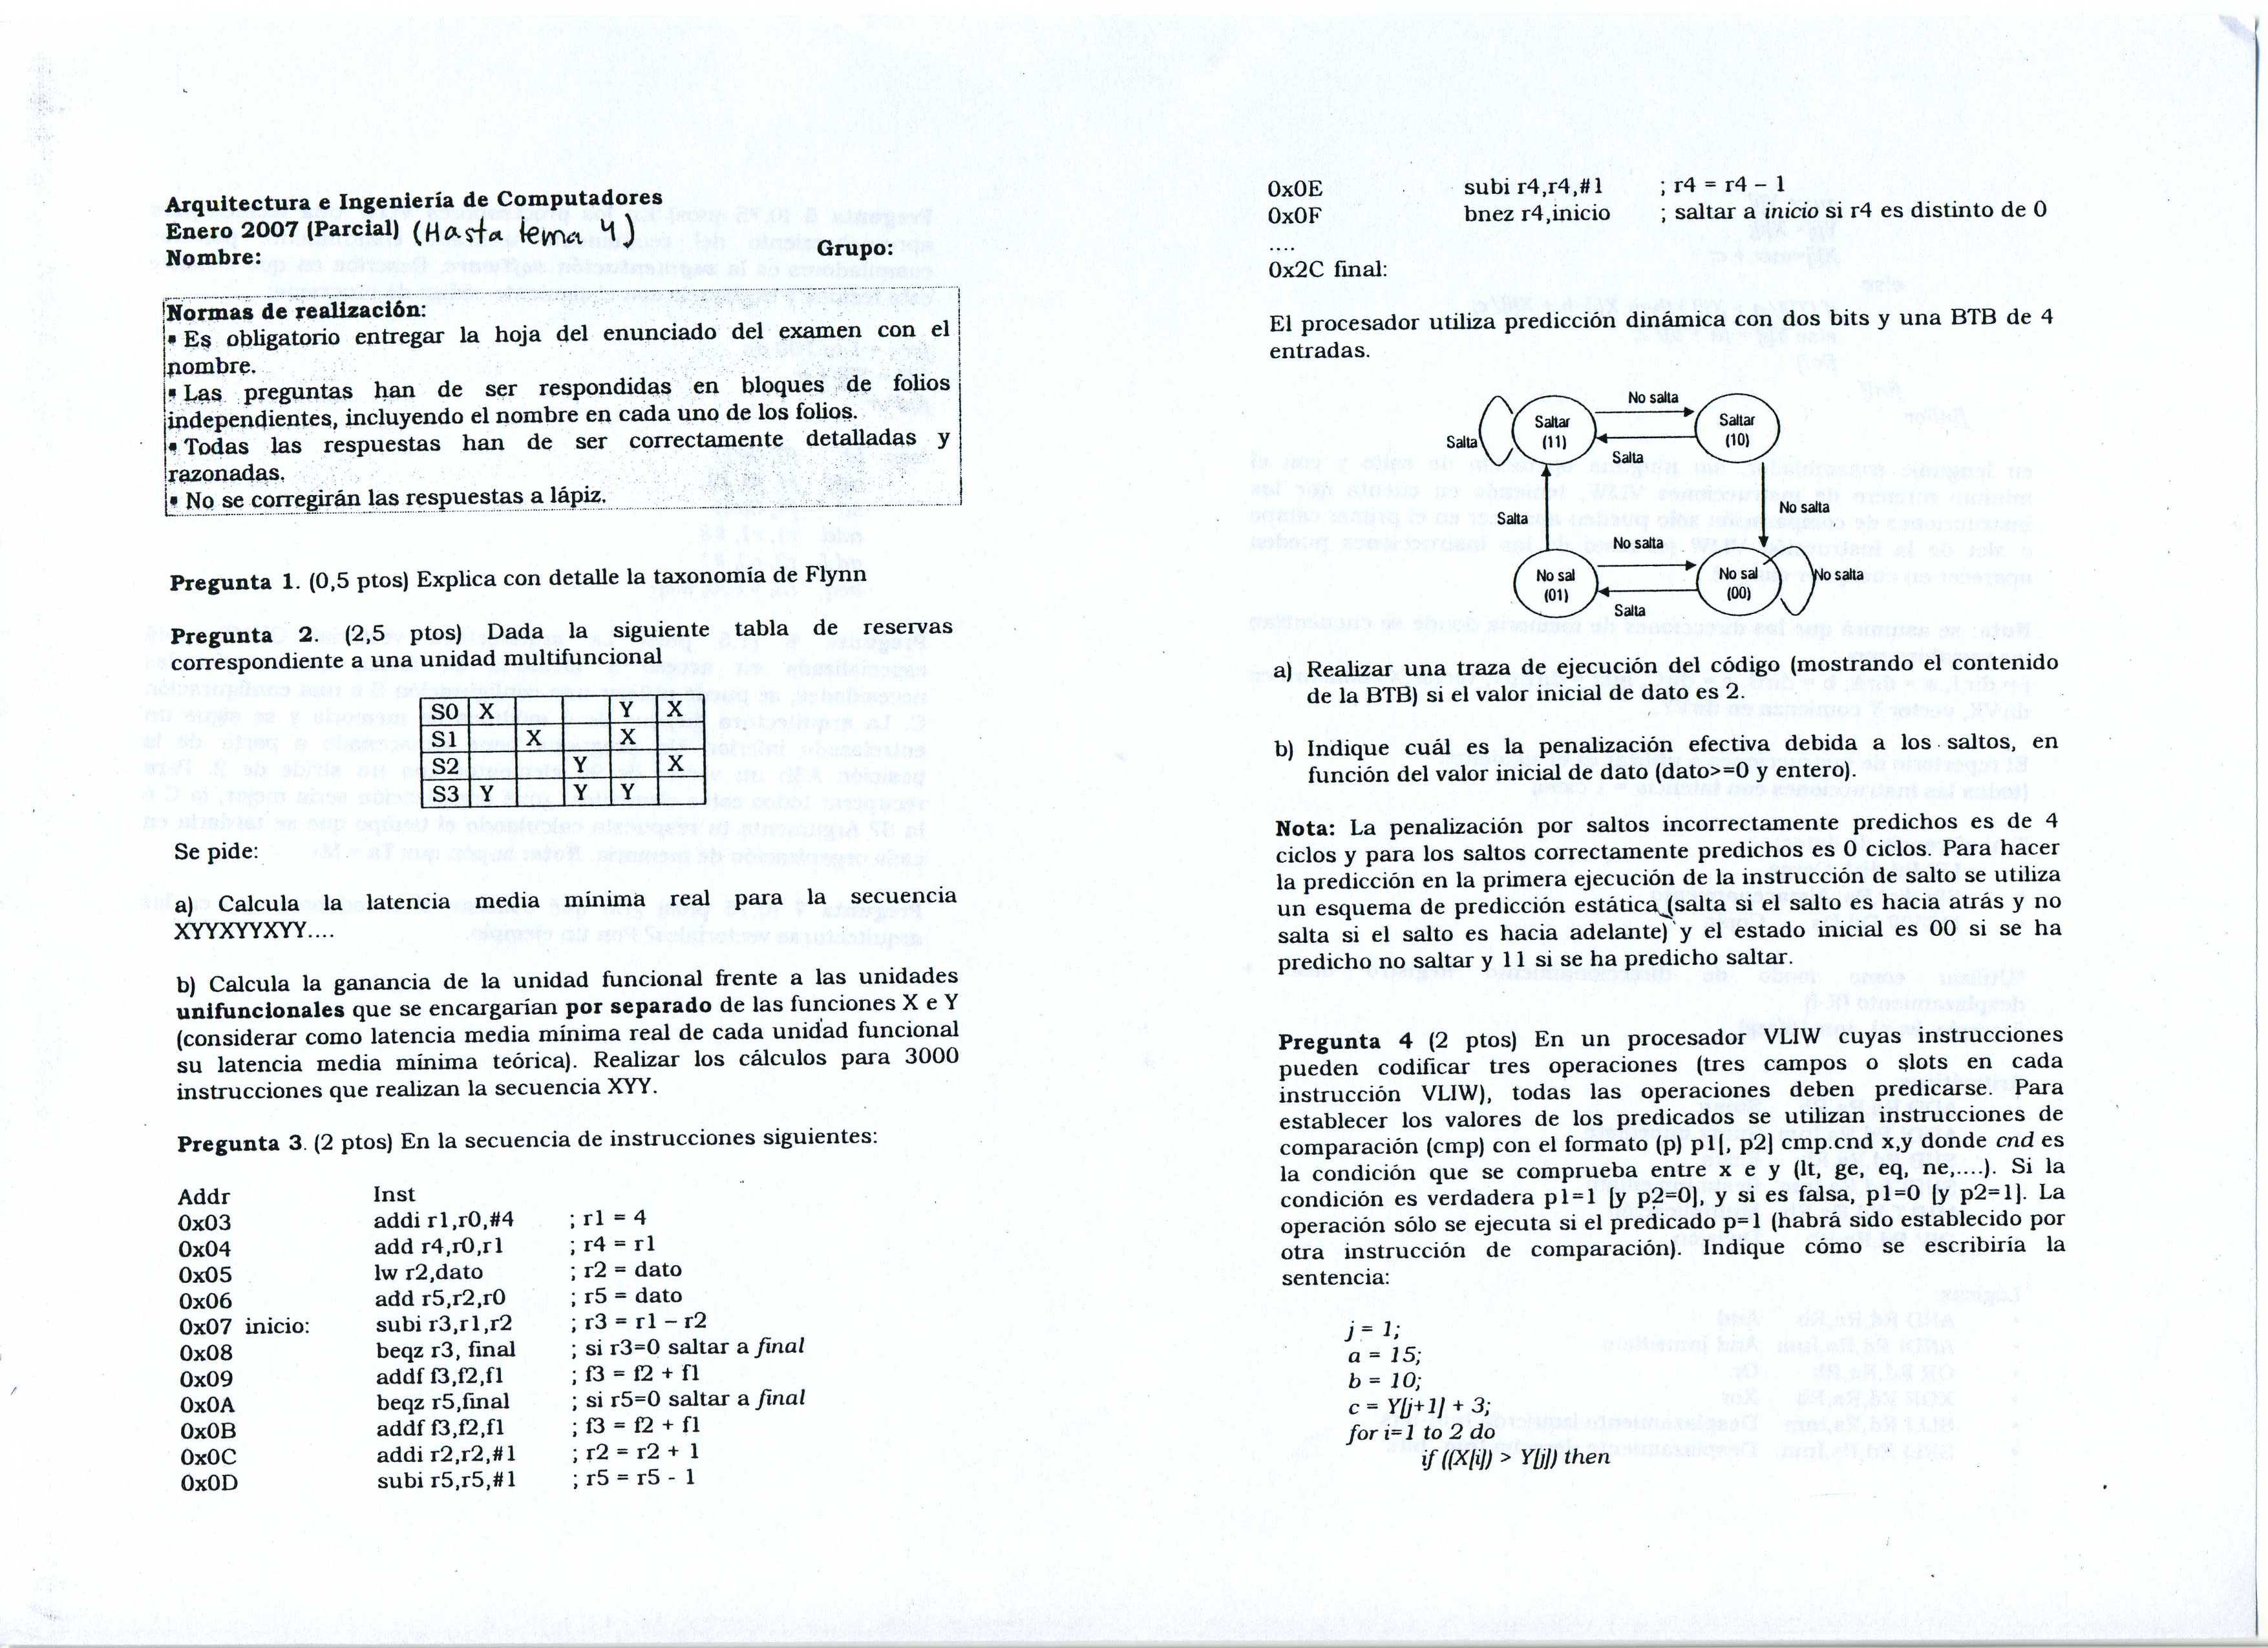 Arquitectura e Ingeniería de Computadores
Enero 2007 (Parcial) (Hasta tema 4)
Grupo:
Nombre:
Normas de realización:
▪ Es obligatorio entregar la hoja del enunciado del examen con el
nombre.
▪ Las preguntas han de ser respondidas en bloques de folios
independientes, incluyendo el nombre en cada uno de los folios.
▪ Todas las respuestas han de ser correctamente detalladas y
razonadas.
▪ No se corregirán las respuestas a lápiz.
Pregunta 1. (0,5 ptos) Explica con detalle la taxonomía de Flynn
Pregunta 2. (2,5 ptos) Dada la siguiente tabla de reservas
correspondiente a una unidad multifuncional
S0 X Y X
S1 X X
S2 Y X
S3 Y Y Y
Se pide:
a) Calcula la latencia media mínima real para la secuencia
XYYXYYXYY....
b) Calcula la ganancia de la unidad funcional frente a las unidades
unifuncionales que se encargarían por separado de las funciones X e Y
(considerar como latencia media mínima real de cada unidad funcional
su latencia media mínima teórica). Realizar los cálculos para 3000
instrucciones que realizan la secuencia XYY.
Pregunta 3. (2 ptos) En la secuencia de instrucciones siguientes:
Addr Inst
0x03 addi r1,r0,#4 ; r1 = 4
0x04 add r4,r0,r1 ; r4 = r1
0x05 lw r2,dato ; r2 = dato
0x06 add r5,r2,r0 ; r5 = dato
0x07 inicio: subi r3,r1,r2 ; r3 = r1 – r2
0x08 beqz r3, final ; si r3=0 saltar a final
0x09 addf f3,f2,f1 ; f3 = f2 + f1
0x0A beqz r5,final ; si r5=0 saltar a final
0x0B addf f3,f2,f1 ; f3 = f2 + f1
0x0C addi r2,r2,#1 ; r2 = r2 + 1
0x0D subi r5,r5,#1 ; r5 = r5 - 1
0x0E subi r4,r4,#1 ; r4 = r4 – 1
0x0F bnez r4,inicio ; saltar a inicio si r4 es distinto de 0
....
0x2C final:
El procesador utiliza predicción dinámica con dos bits y una BTB de 4
entradas.
No salta
Saltar
(11)
Saltar
(10)
Salta
Salta
No salta
Salta
No salta
No sal
(01)
No sal
(00)
No salta
Salta
a) Realizar una traza de ejecución del código (mostrando el contenido
de la BTB) si el valor inicial de dato es 2.
b) Indique cuál es la penalización efectiva debida a los saltos, en
función del valor inicial de dato (dato>=0 y entero).
Nota: La penalización por saltos incorrectamente predichos es de 4
ciclos y para los saltos correctamente predichos es 0 ciclos. Para hacer
la predicción en la primera ejecución de la instrucción de salto se utiliza
un esquema de predicción estática (salta si el salto es hacia atrás y no
salta si el salto es hacia adelante) y el estado inicial es 00 si se ha
predicho no saltar y 11 si se ha predicho saltar.
Pregunta 4 (2 ptos) En un procesador VLIW cuyas instrucciones
pueden codificar tres operaciones (tres campos o slots en cada
instrucción VLIW), todas las operaciones deben predicarse. Para
establecer los valores de los predicados se utilizan instrucciones de
comparación (cmp) con el formato (p) p1[, p2] cmp.cnd x,y donde cnd es
la condición que se comprueba entre x e y (lt, ge, eq, ne,....). Si la
condición es verdadera p1=1 [y p2=0], y si es falsa, p1=0 [y p2=1]. La
operación sólo se ejecuta si el predicado p=1 (habrá sido establecido por
otra instrucción de comparación). Indique cómo se escribiría la
sentencia:
j = 1;
a = 15;
b = 10;
c = Y[j+1] + 3;
for i=1 to 2 do
if ((X[i]) > Y[j]) then